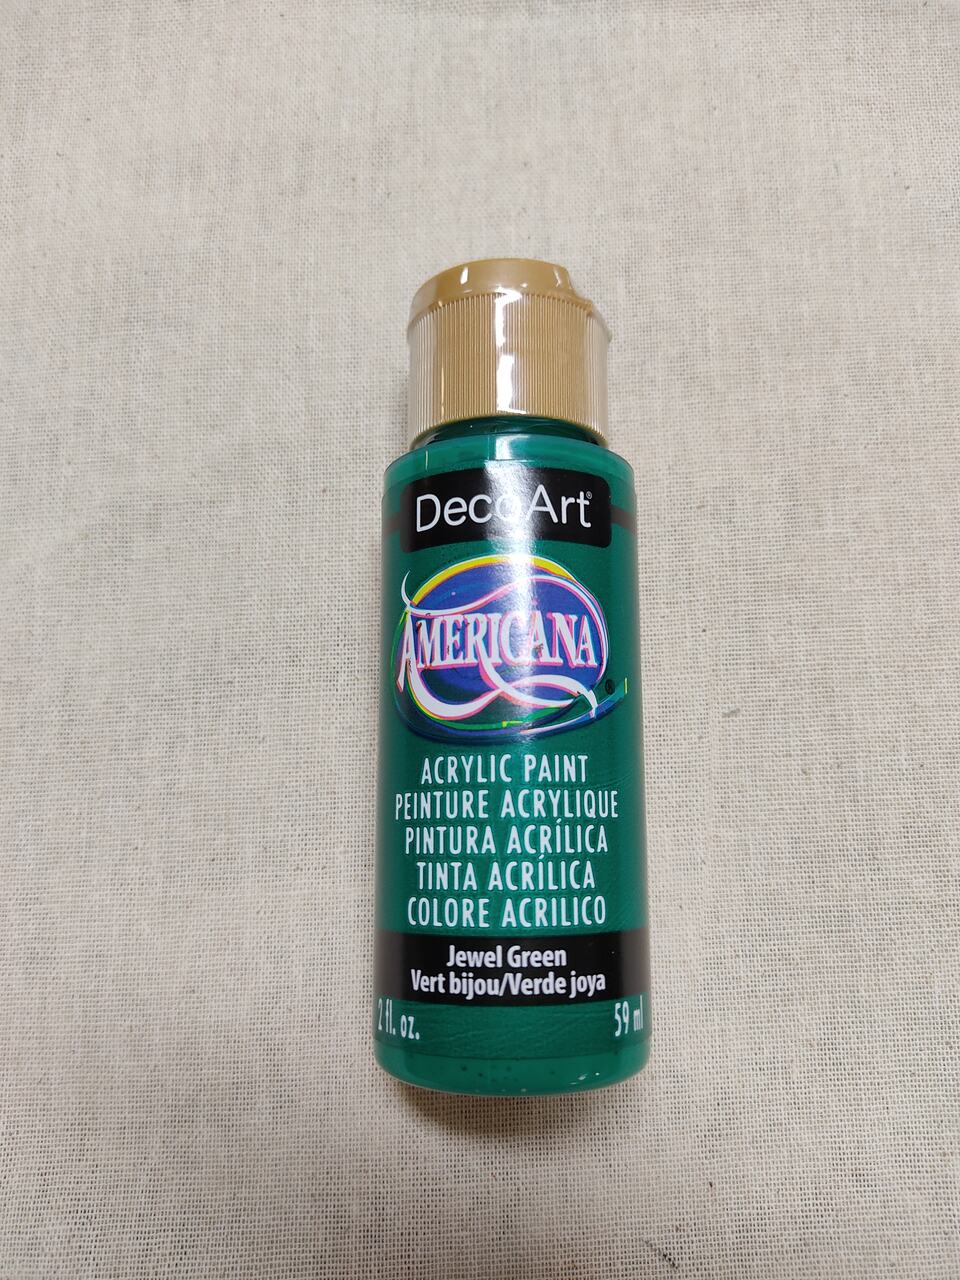 DecoArt®
AMERICANA®
ACRYLIC PAINT
PEINTURE ACRYLIQUE
PINTURA ACRÍLICA
TINTA ACRÍLICA
COLORE ACRILICO
Jewel Green
Vert bijou/Verde joya
2 fl. oz. 59 ml